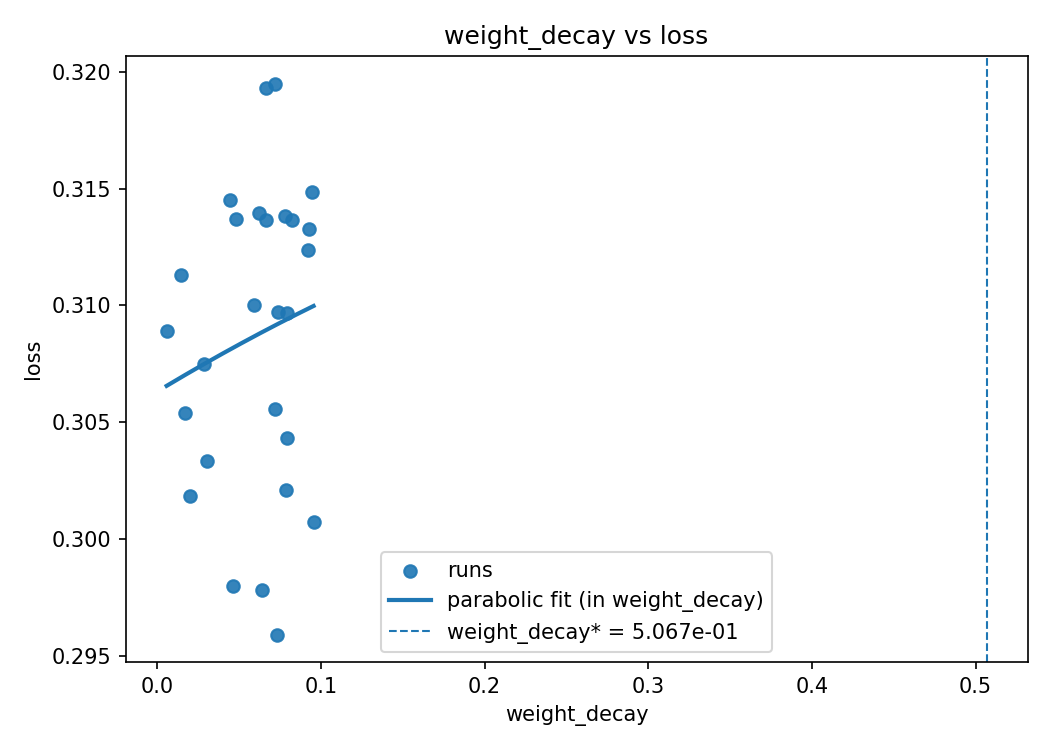 weight_decay vs loss
loss
0.320
0.315
0.310
0.305
0.300
0.295
runs
parabolic fit (in weight_decay)
weight_decay* = 5.067e-01
0.0 0.1 0.2 0.3 0.4 0.5
weight_decay